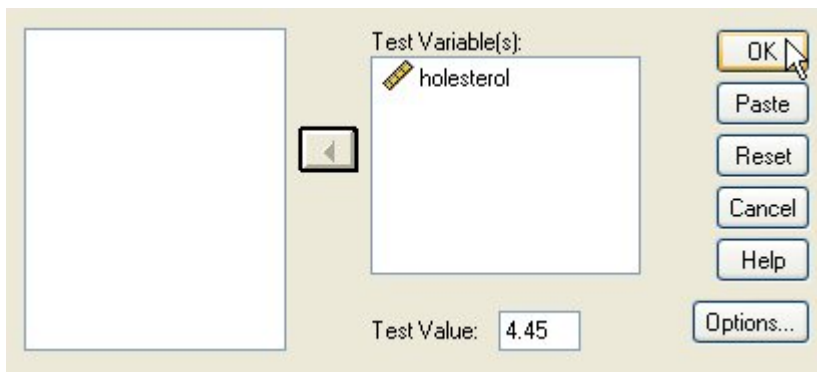 Test Variable(s):
holesterol
Test Value: 4.45
OK
Paste
Reset
Cancel
Help
Options...